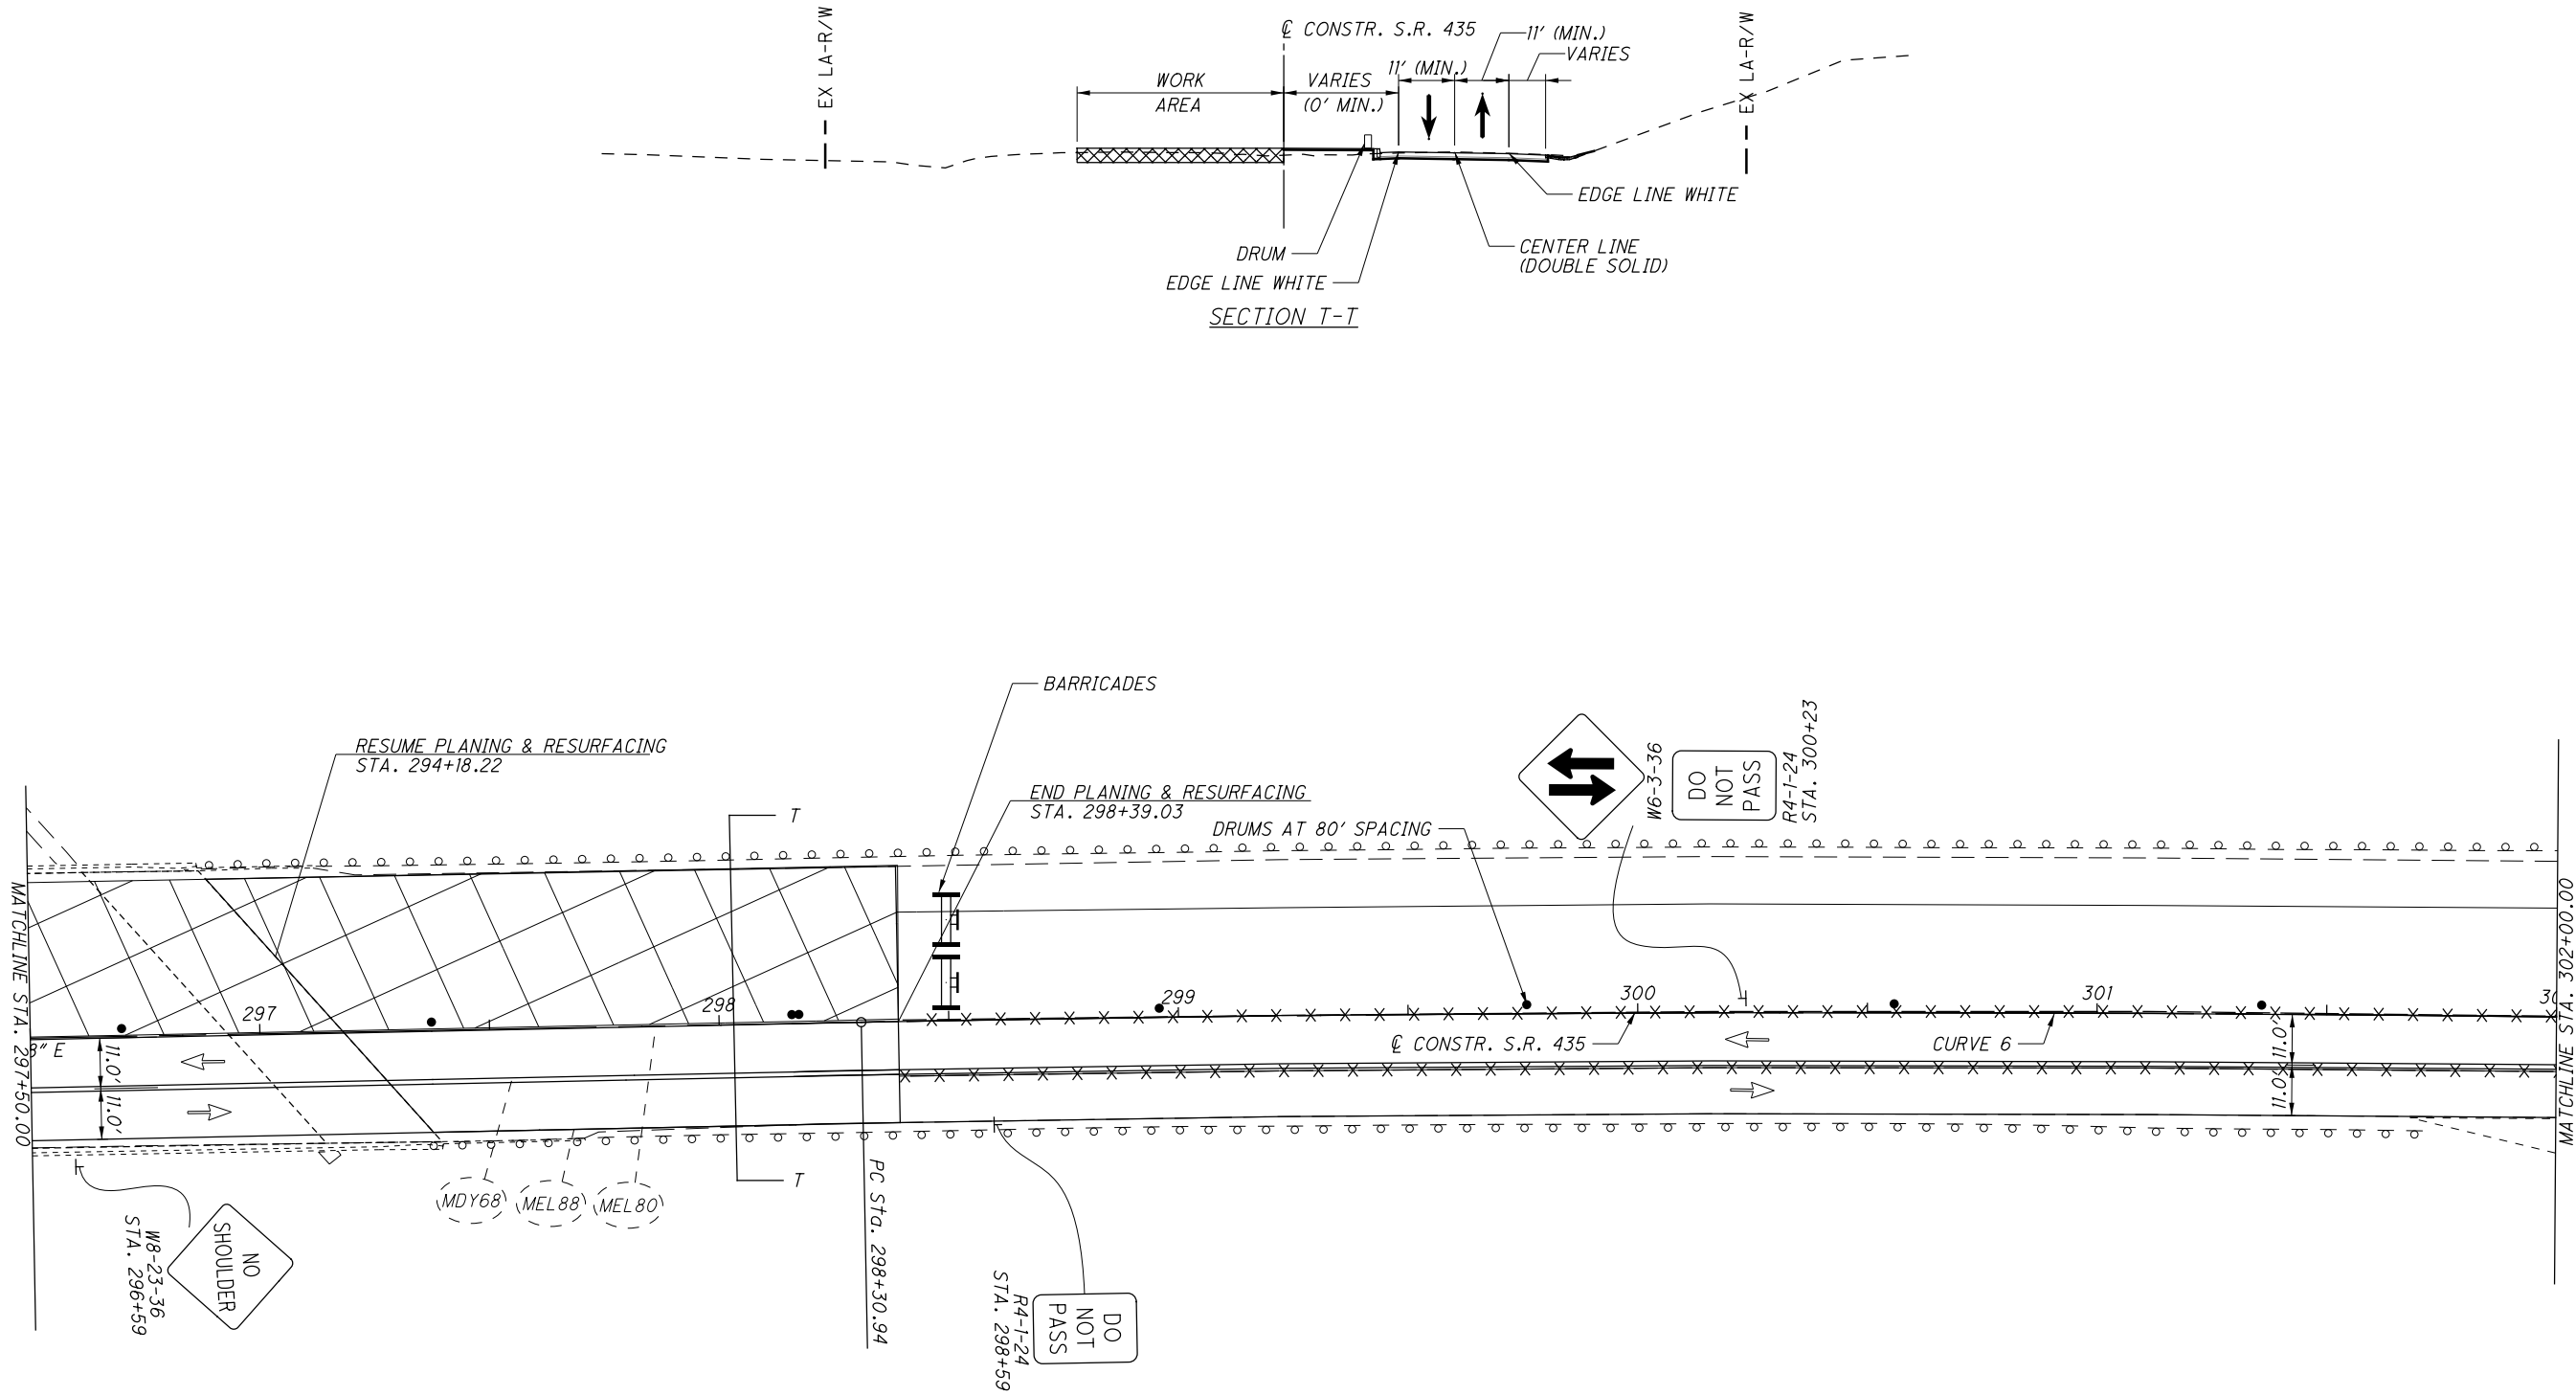 EX LA-R/W
℄ CONSTR. S.R. 435
11' (MIN.)
VARIES
EX LA-R/W
WORK
AREA
VARIES
(0' MIN.)
11' (MIN.)
EDGE LINE WHITE
DRUM
CENTER LINE
(DOUBLE SOLID)
EDGE LINE WHITE
SECTION T-T
BARRICADES
RESUME PLANING & RESURFACING
STA. 294+18.22
END PLANING & RESURFACING
STA. 298+39.03
T
DRUMS AT 80' SPACING
W6-3-36
DO
NOT
PASS
R4-1-24
STA. 300+23
MATCHLINE STA. 297+50.00
297
298
299
300
301
30
MATCHLINE STA. 302+00.00
3" E
11.0'
11.0'
℄ CONSTR. S.R. 435
CURVE 6
11.0'
11.0'
T
MDY68
MEL88
MEL80
PC Sta. 298+30.94
NO
SHOULDER
W8-23-36
STA. 296+59
DO
NOT
PASS
R4-1-24
STA. 298+59